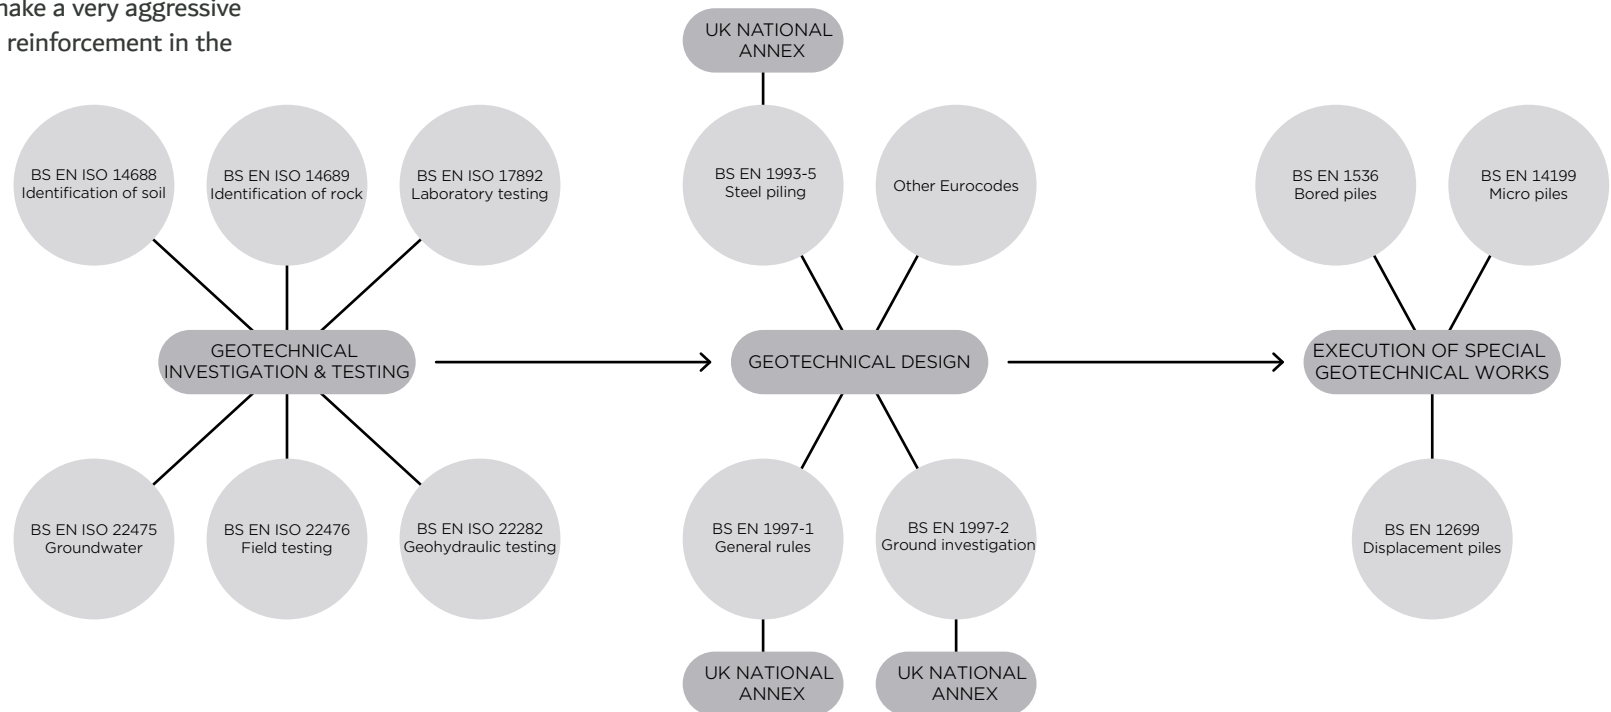 make a very aggressive
reinforcement in the
UK NATIONAL
ANNEX
BS EN ISO 14688
Identification of soil
BS EN ISO 14689
Identification of rock
BS EN ISO 17892
Laboratory testing
BS EN 1993-5
Steel piling
Other Eurocodes
BS EN 1536
Bored piles
BS EN 14199
Micro piles
GEOTECHNICAL
INVESTIGATION & TESTING
GEOTECHNICAL DESIGN
EXECUTION OF SPECIAL
GEOTECHNICAL WORKS
BS EN ISO 22475
Groundwater
BS EN ISO 22476
Field testing
BS EN ISO 22282
Geohydraulic testing
BS EN 1997-1
General rules
BS EN 1997-2
Ground investigation
BS EN 12699
Displacement piles
UK NATIONAL
ANNEX
UK NATIONAL
ANNEX